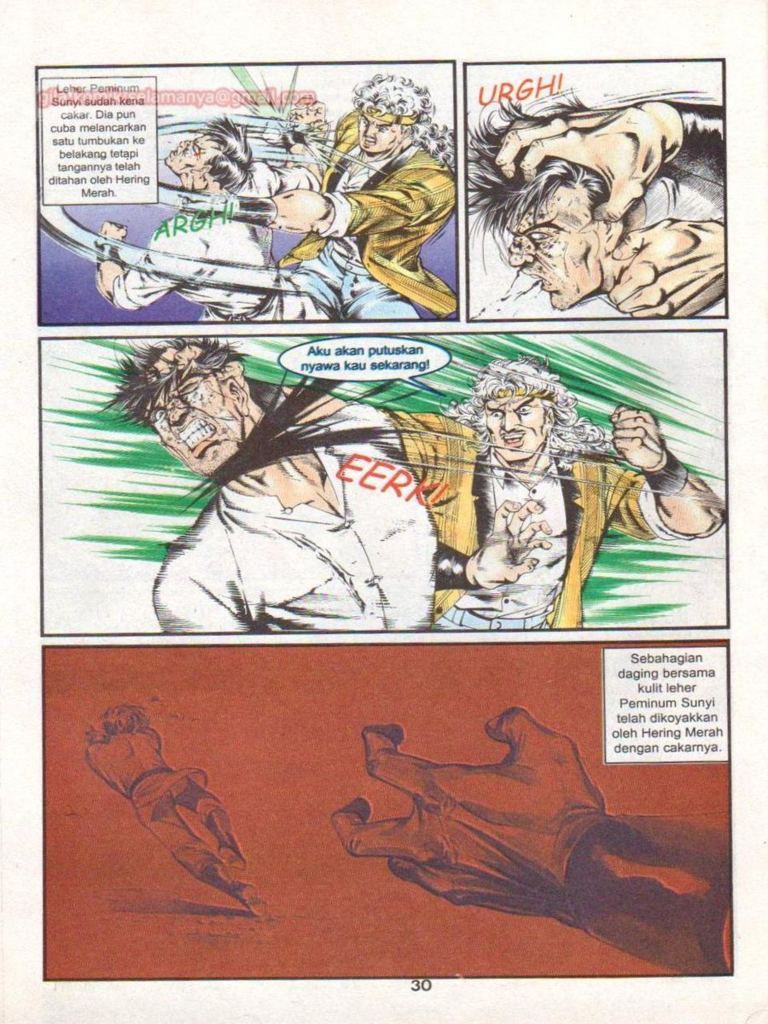 Leher Peminum
Sunyi sudah kena
cakar. Dia pun
cuba melancarkan
satu tumbukan ke
belakang tetapi
tangannya telah
ditahan oleh Hering
Merah.
ARGH!
URGH!
Aku akan putuskan
nyawa kau sekarang!
EERK!
Sebahagian
daging bersama
kulit leher
Peminum Sunyi
telah dikoyakkan
oleh Hering Merah
dengan cakarnya.
30